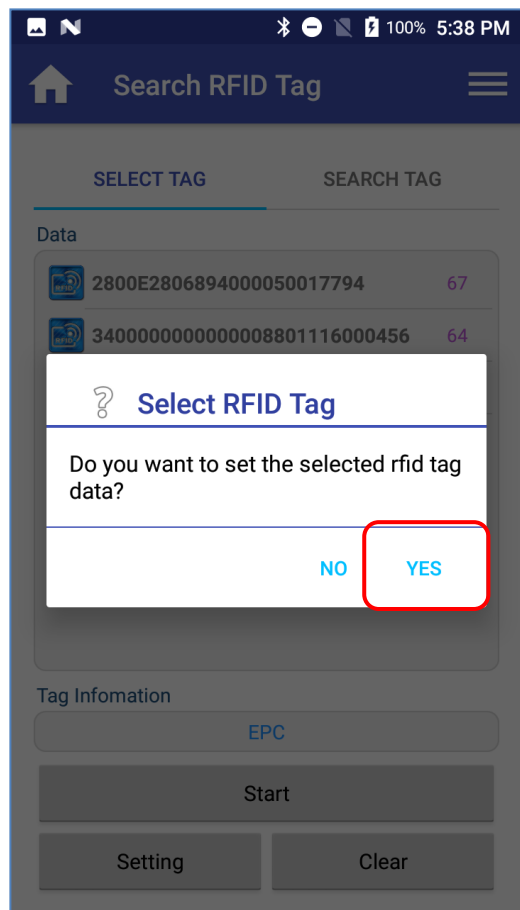 100% 5:38 PM
Search RFID Tag
SELECT TAG SEARCH TAG
Data
2800E2806894000050017794 67
3400000000000008801116000456 64
Select RFID Tag
Do you want to set the selected rfid tag
data?
NO YES
Tag Infomation
EPC
Start
Setting Clear